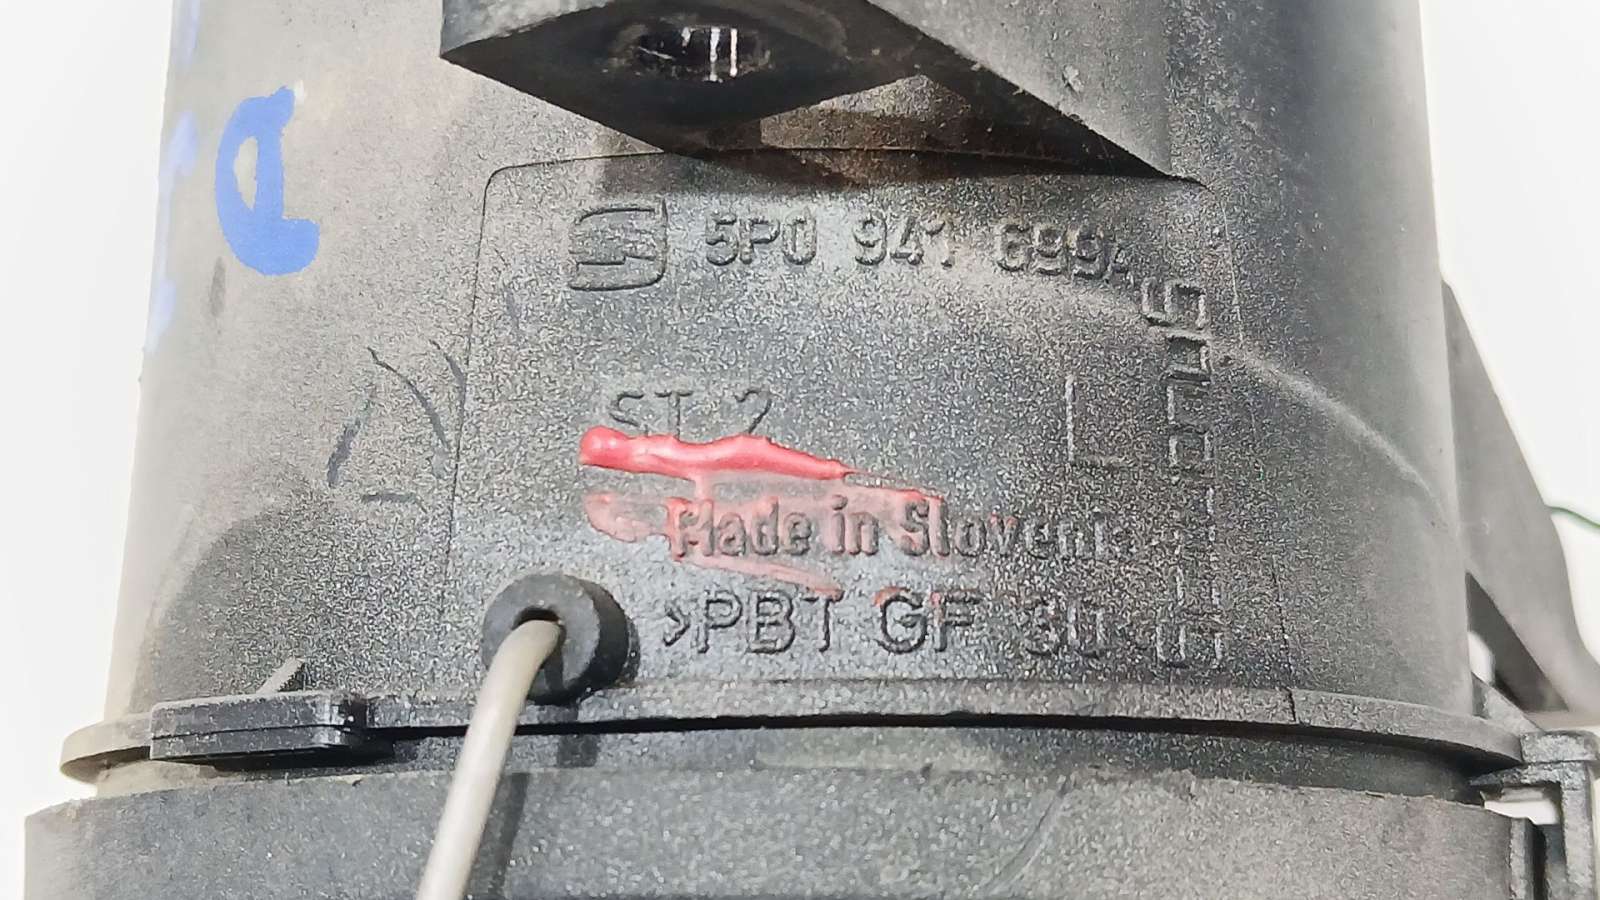 5P0 941 699A
ST 2
L
Made in Slovenia
>PBT GF 30